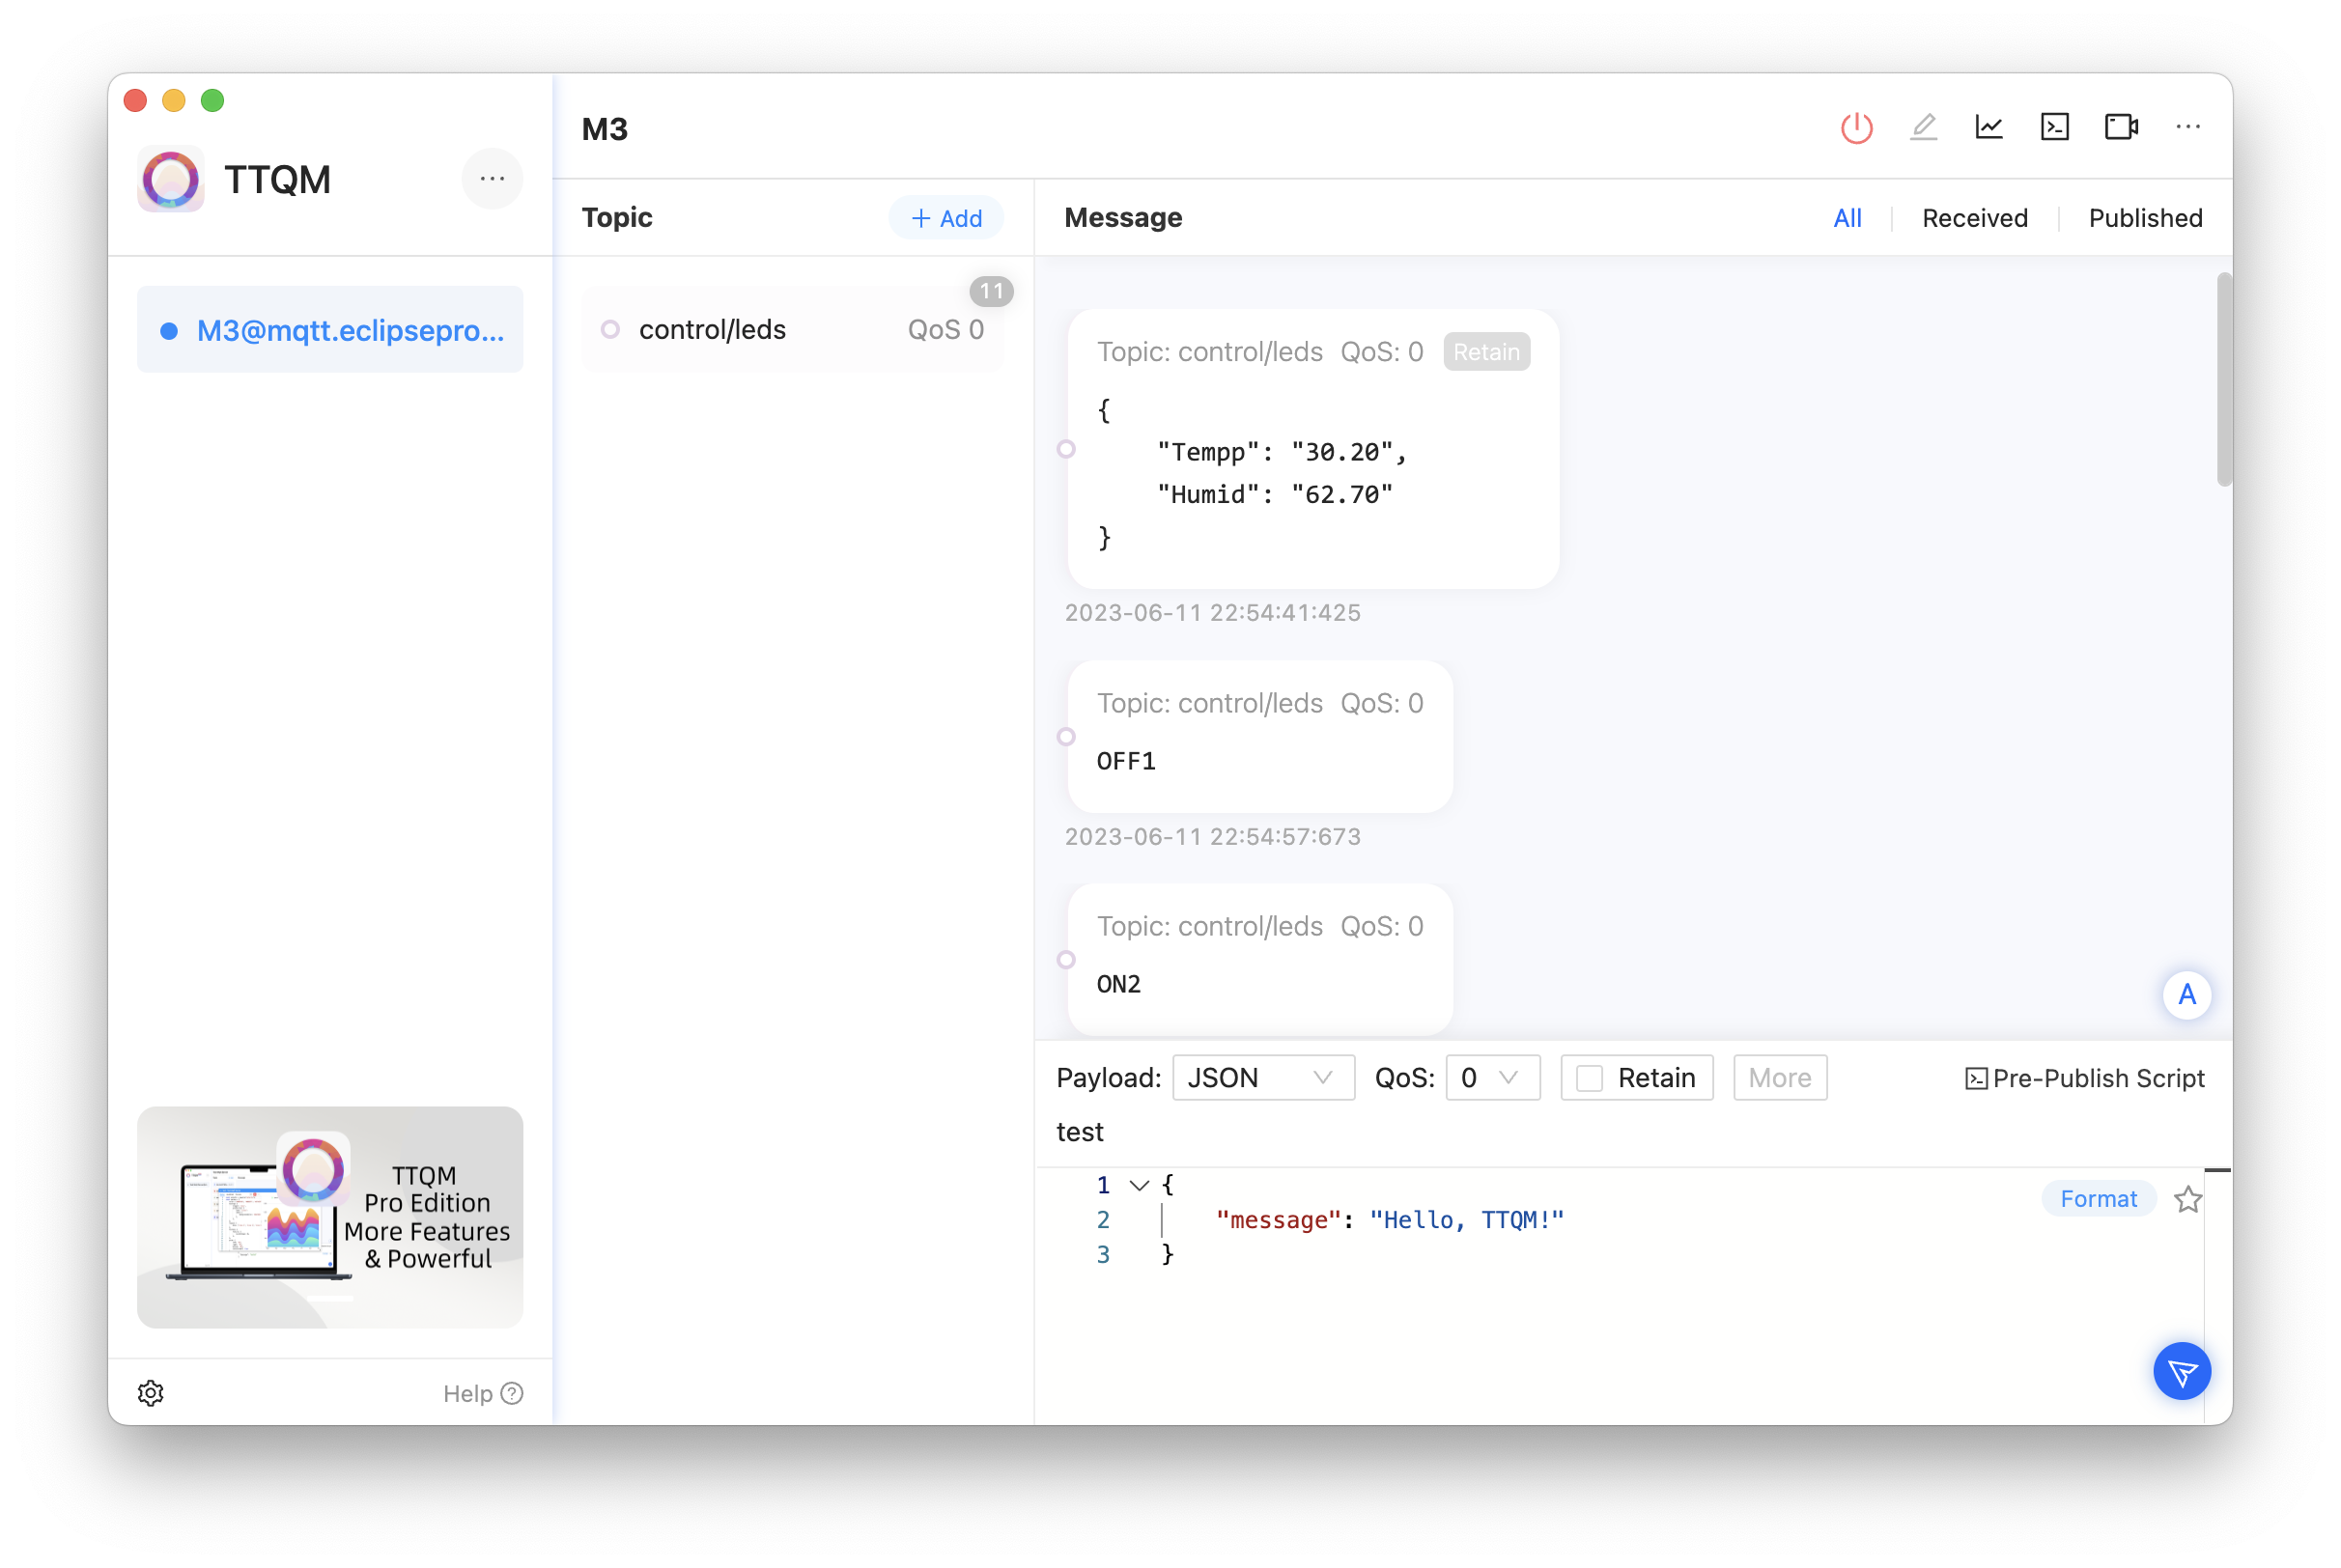 TTQM
M3@mqtt.eclipsepro...
TTQM
Pro Edition
More Features
& Powerful
Help
M3
Topic
Add
control/leds QoS 0
11
Message
All Received Published
Topic: control/leds QoS: 0 Retain
{
"Tempp": "30.20",
"Humid": "62.70"
}
2023-06-11 22:54:41:425
Topic: control/leds QoS: 0
OFF1
2023-06-11 22:54:57:673
Topic: control/leds QoS: 0
ON2
A
Payload: JSON QoS: 0 Retain More Pre-Publish Script
test
1 {
2 "message": "Hello, TTQM!"
3 }
Format